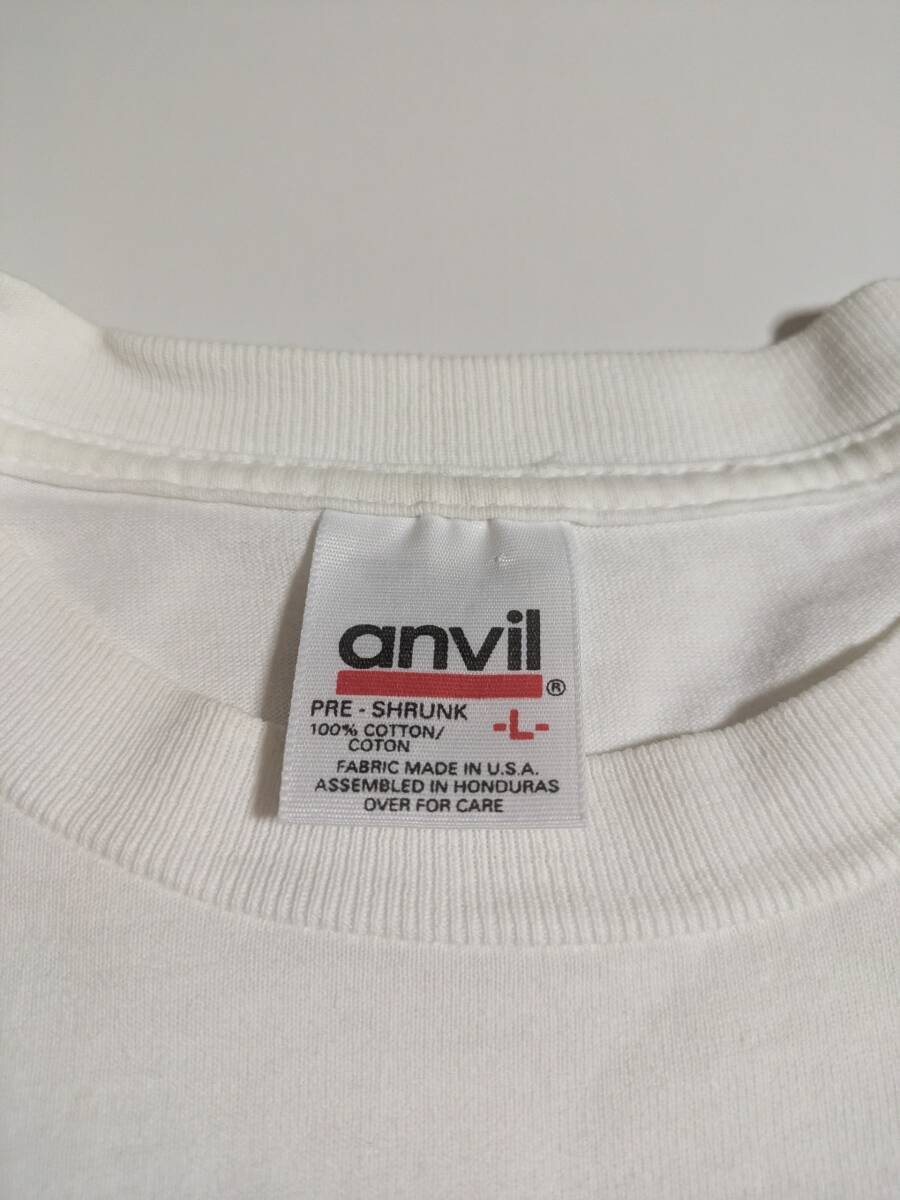 anvil
®
PRE - SHRUNK -L-
100% COTTON/
COTON
FABRIC MADE IN U.S.A.
ASSEMBLED IN HONDURAS
OVER FOR CARE